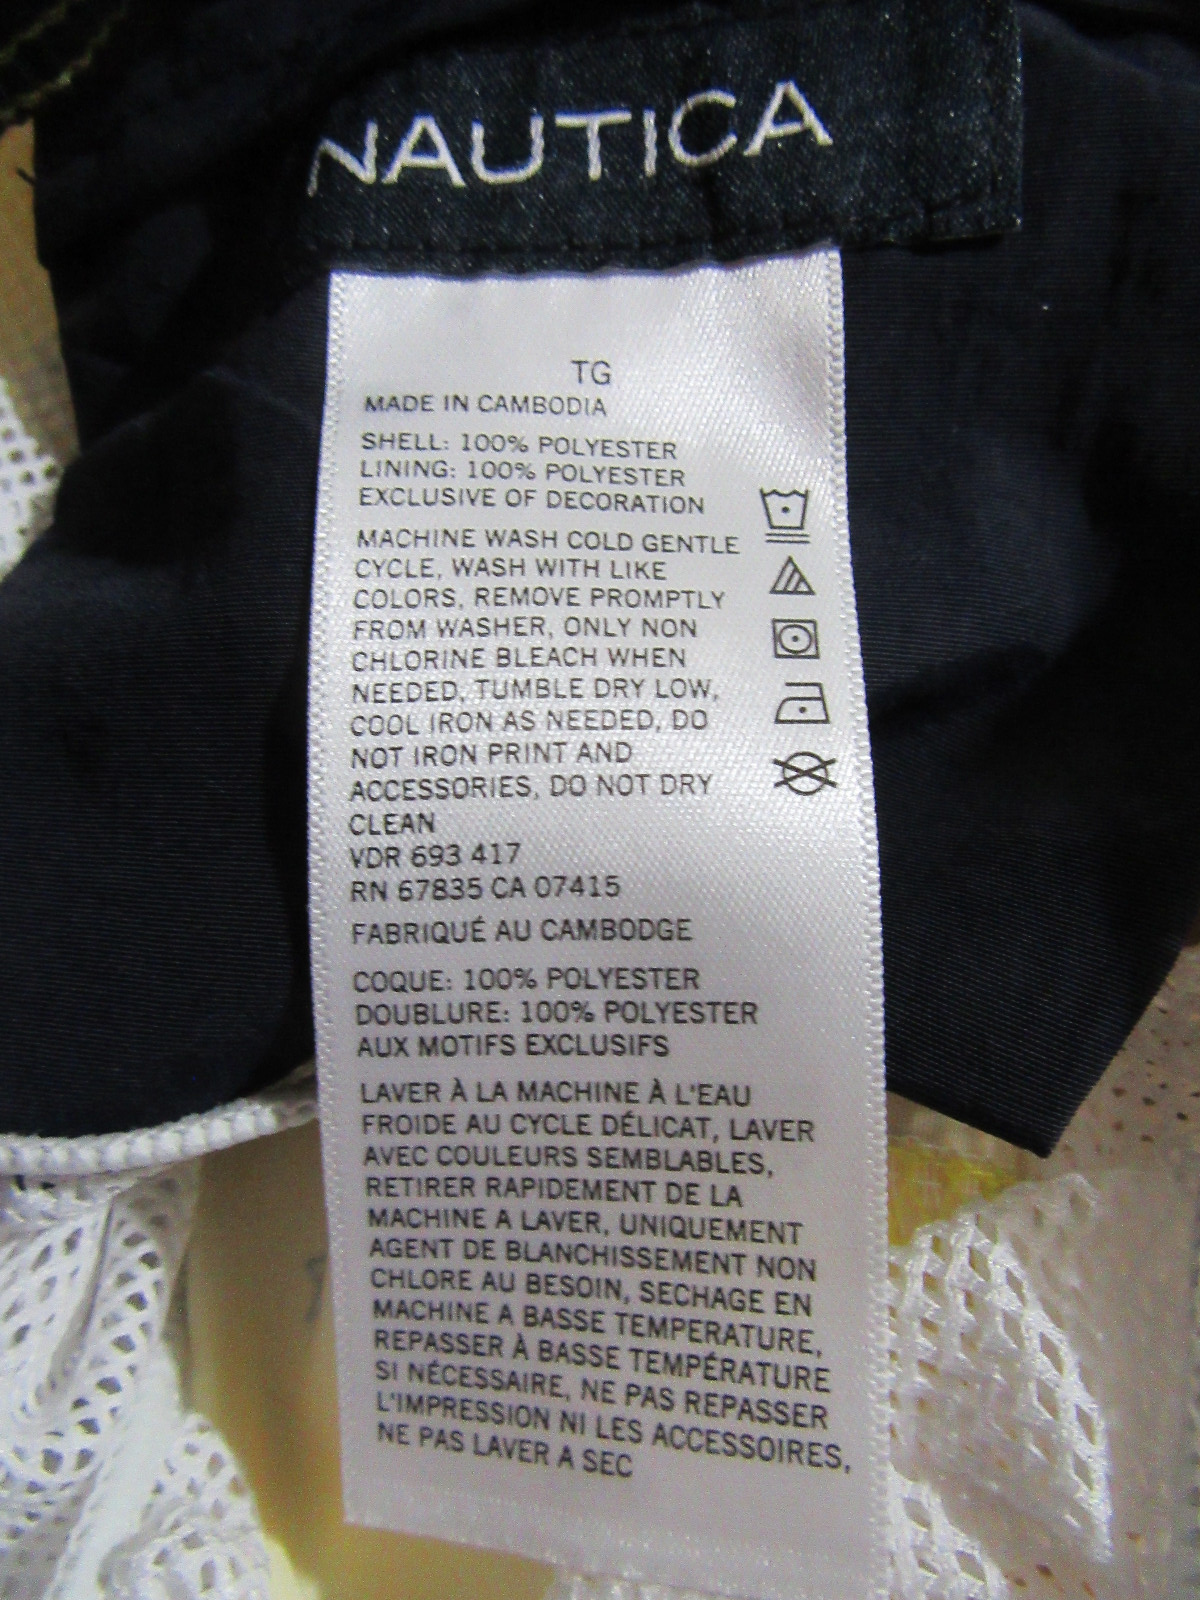 NAUTICA
TG
MADE IN CAMBODIA
SHELL: 100% POLYESTER
LINING: 100% POLYESTER
EXCLUSIVE OF DECORATION
MACHINE WASH COLD GENTLE
CYCLE, WASH WITH LIKE
COLORS, REMOVE PROMPTLY
FROM WASHER, ONLY NON
CHLORINE BLEACH WHEN
NEEDED, TUMBLE DRY LOW,
COOL IRON AS NEEDED, DO
NOT IRON PRINT AND
ACCESSORIES, DO NOT DRY
CLEAN
VDR 693 417
RN 67835 CA 07415
FABRIQUÉ AU CAMBODGE
COQUE: 100% POLYESTER
DOUBLURE: 100% POLYESTER
AUX MOTIFS EXCLUSIFS
LAVER À LA MACHINE À L'EAU
FROIDE AU CYCLE DÉLICAT, LAVER
AVEC COULEURS SEMBLABLES,
RETIRER RAPIDEMENT DE LA
MACHINE A LAVER, UNIQUEMENT
AGENT DE BLANCHISSEMENT NON
CHLORE AU BESOIN, SECHAGE EN
MACHINE A BASSE TEMPERATURE,
REPASSER À BASSE TEMPÉRATURE
SI NÉCESSAIRE, NE PAS REPASSER
L'IMPRESSION NI LES ACCESSOIRES,
NE PAS LAVER A SEC